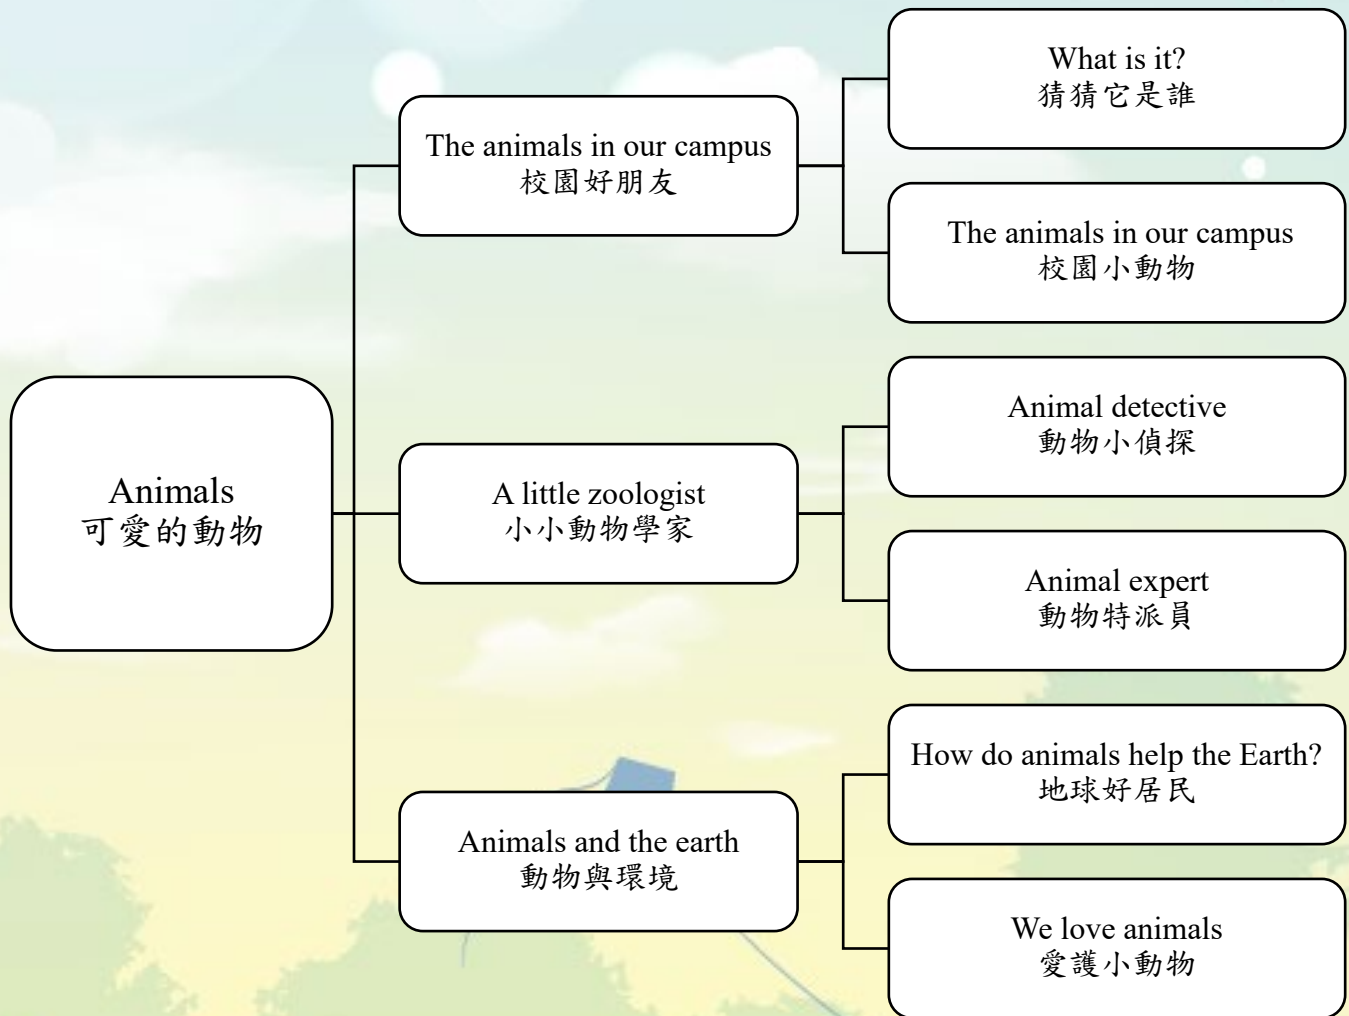 Animals
可愛的動物
The animals in our campus
校園好朋友
What is it?
猜猜它是誰
The animals in our campus
校園小動物
A little zoologist
小小動物學家
Animal detective
動物小偵探
Animal expert
動物特派員
Animals and the earth
動物與環境
How do animals help the Earth?
地球好居民
We love animals
愛護小動物